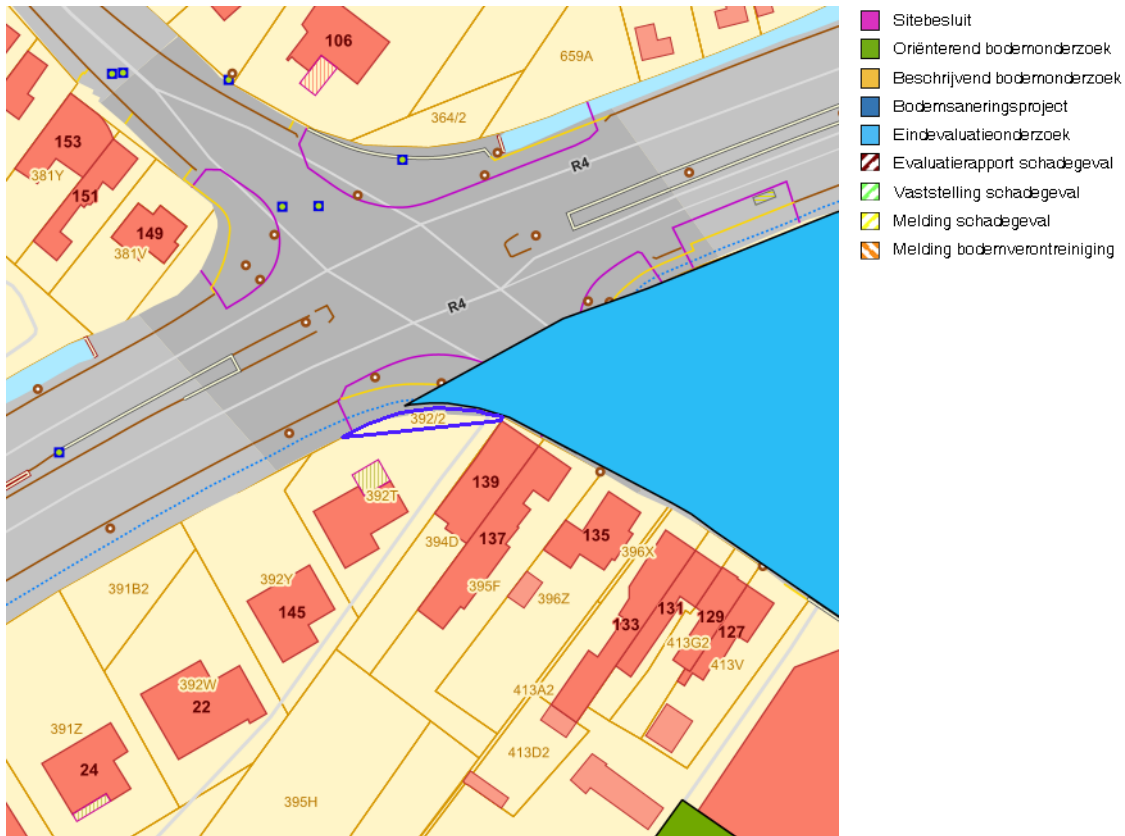 106
659A
364/2
153
381Y
151
149
381V
R4
R4
392/2
392T
139
394D
137
395F
135
396X
396Z
391B2
392Y
145
131
129
133
127
413G2
413V
392W
22
413A2
391Z
24
413D2
395H
Sitebesluit
Oriënterend bodemonderzoek
Beschrijvend bodemonderzoek
Bodemsaneringsproject
Eindevaluatieonderzoek
Evaluatierapport schadegeval
Vaststelling schadegeval
Melding schadegeval
Melding bodemverontreiniging